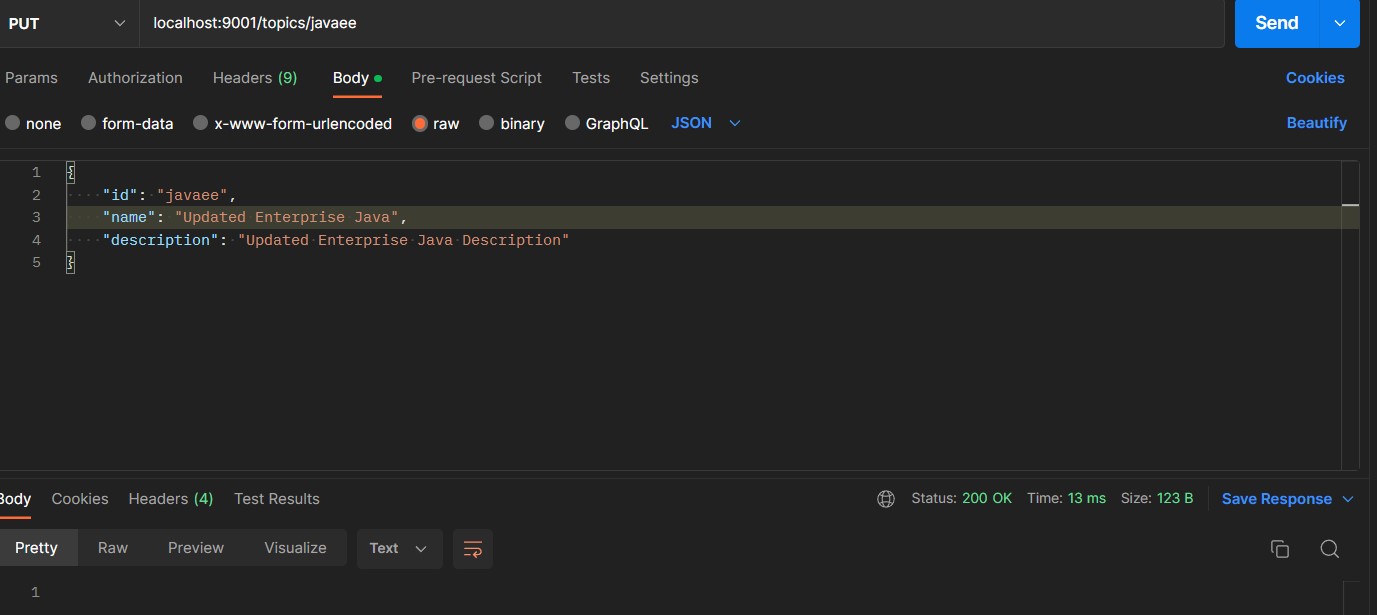 PUT localhost:9001/topics/javaee Send
Params Authorization Headers (9) Body Pre-request Script Tests Settings Cookies
none form-data x-www-form-urlencoded raw binary GraphQL JSON Beautify
1 {
2 "id": "javaee",
3 "name": "Updated Enterprise Java",
4 "description": "Updated Enterprise Java Description"
5 }
Body Cookies Headers (4) Test Results Status: 200 OK Time: 13 ms Size: 123 B Save Response
Pretty Raw Preview Visualize Text
1